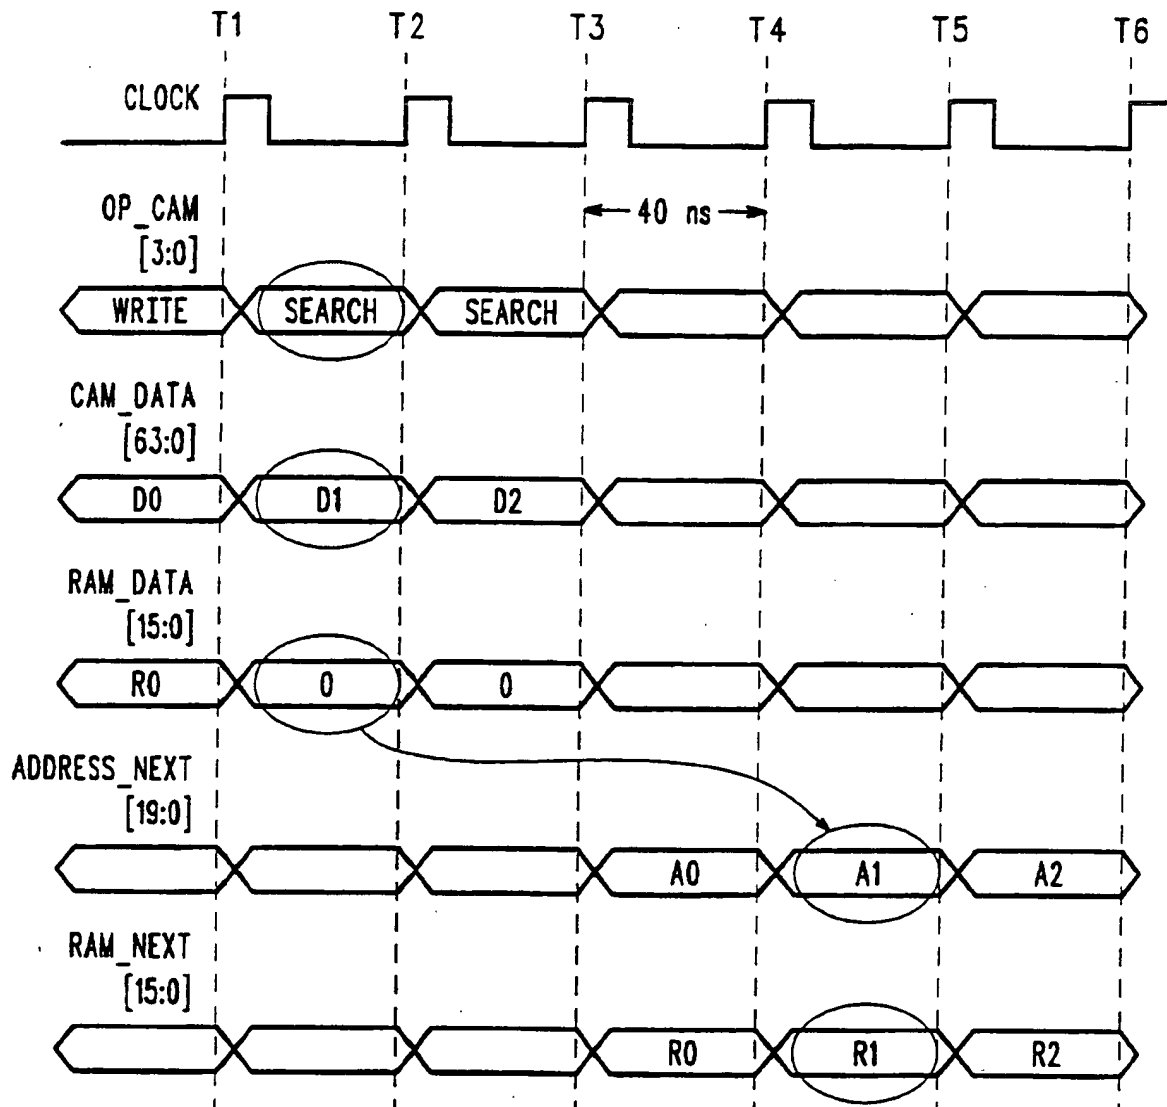 T1 T2 T3 T4 T5 T6
CLOCK
OP_CAM
[3:0]
40 ns
WRITE SEARCH SEARCH
CAM_DATA
[63:0]
D0 D1 D2
RAM_DATA
[15:0]
R0 0 0
ADDRESS_NEXT
[19:0]
A0 A1 A2
RAM_NEXT
[15:0]
R0 R1 R2